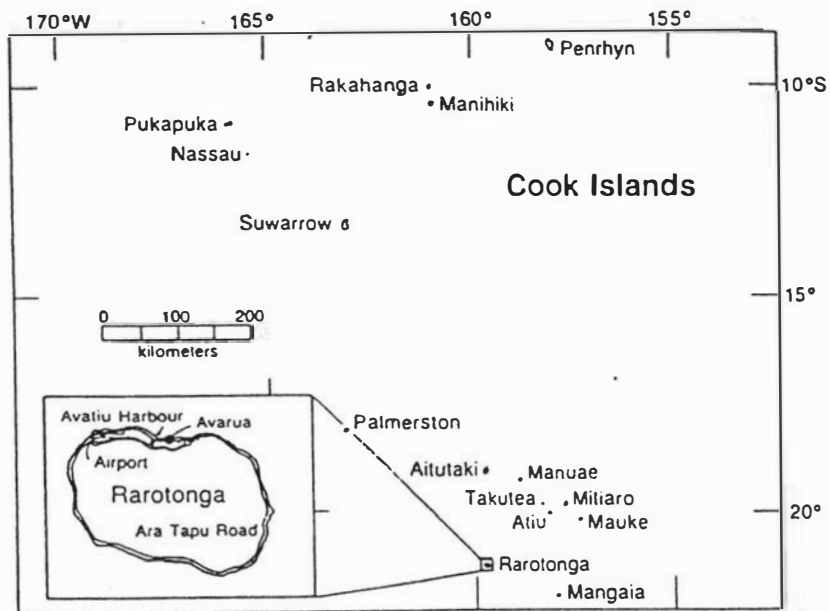 170°W 165° 160° 155°
Penrhyn
10°S
Rakahanga
Manihiki
Pukapuka
Nassau
Cook Islands
Suwarrow
15°
0 100 200
kilometers
Avatiu Harbour
Avarua
Airport
Rarotonga
Ara Tapu Road
Palmerston
Aitutaki
Manuae
Takutea
Mitiaro
Atiu
Mauke
20°
Rarotonga
Mangaia